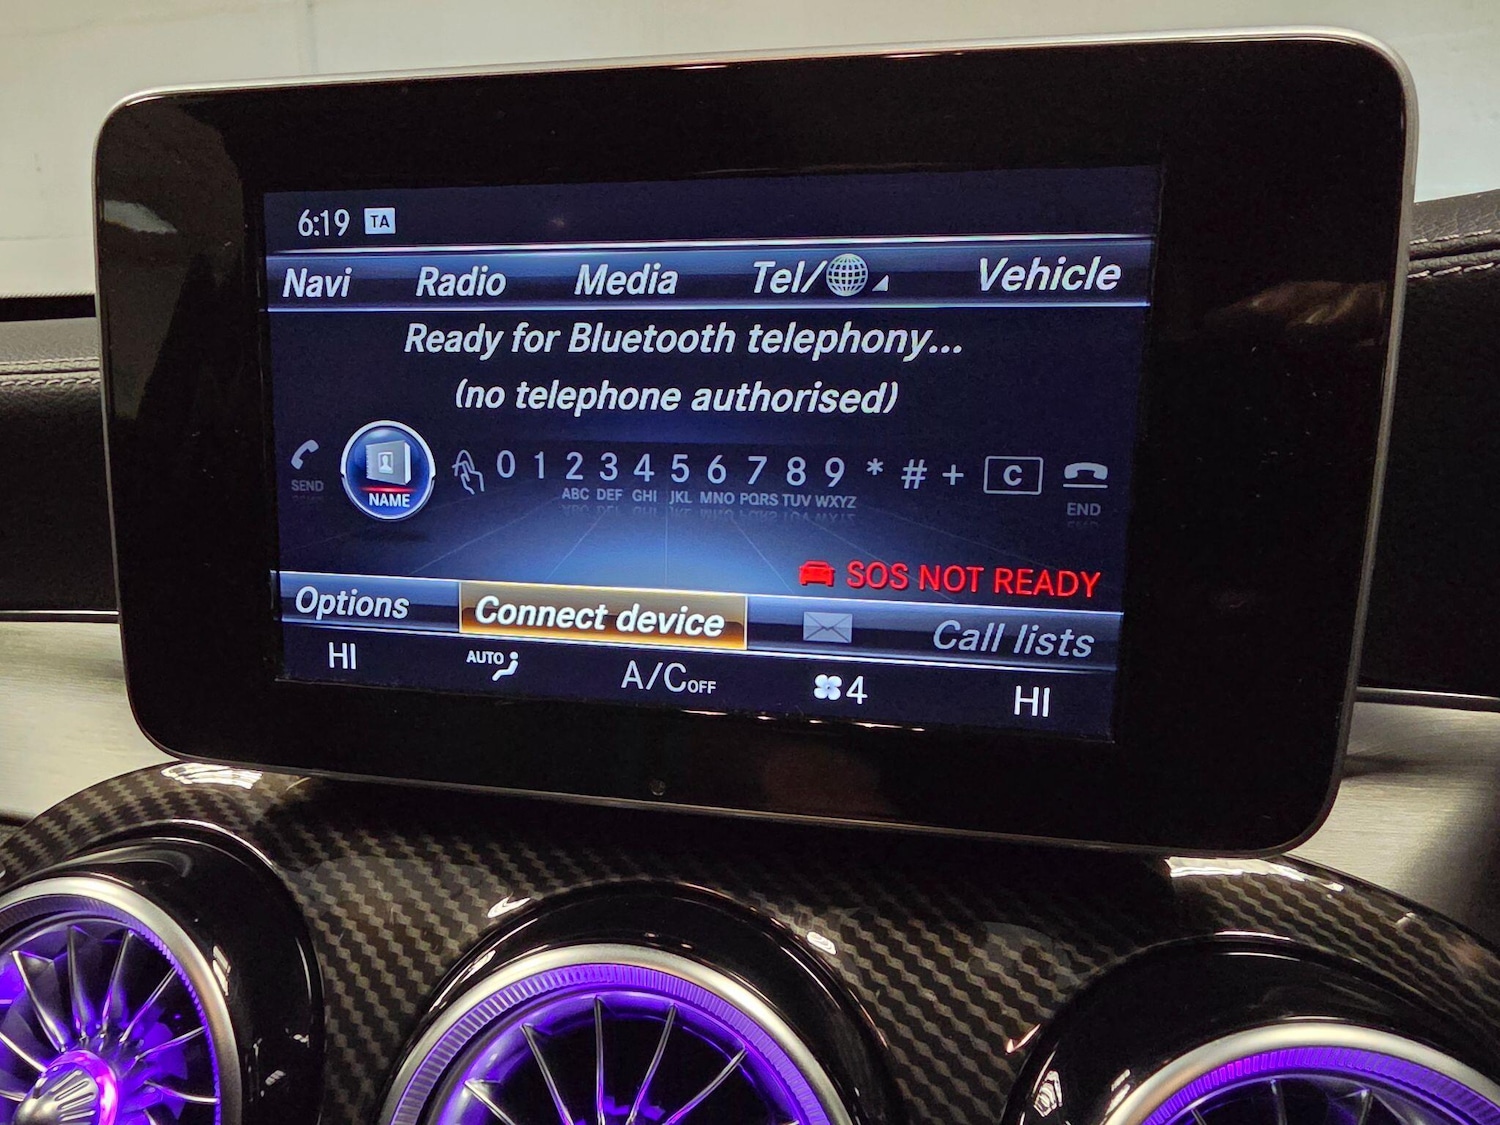 6:19 TA
Navi Radio Media Tel/ Vehicle
Ready for Bluetooth telephony...
(no telephone authorised)
SEND NAME 0 1 2 3 4 5 6 7 8 9 * # + C END
ABC DEF GHI JKL MNO PQRS TUV WXYZ
SOS NOT READY
Options Connect device Call lists
HI AUTO A/C OFF 4 HI